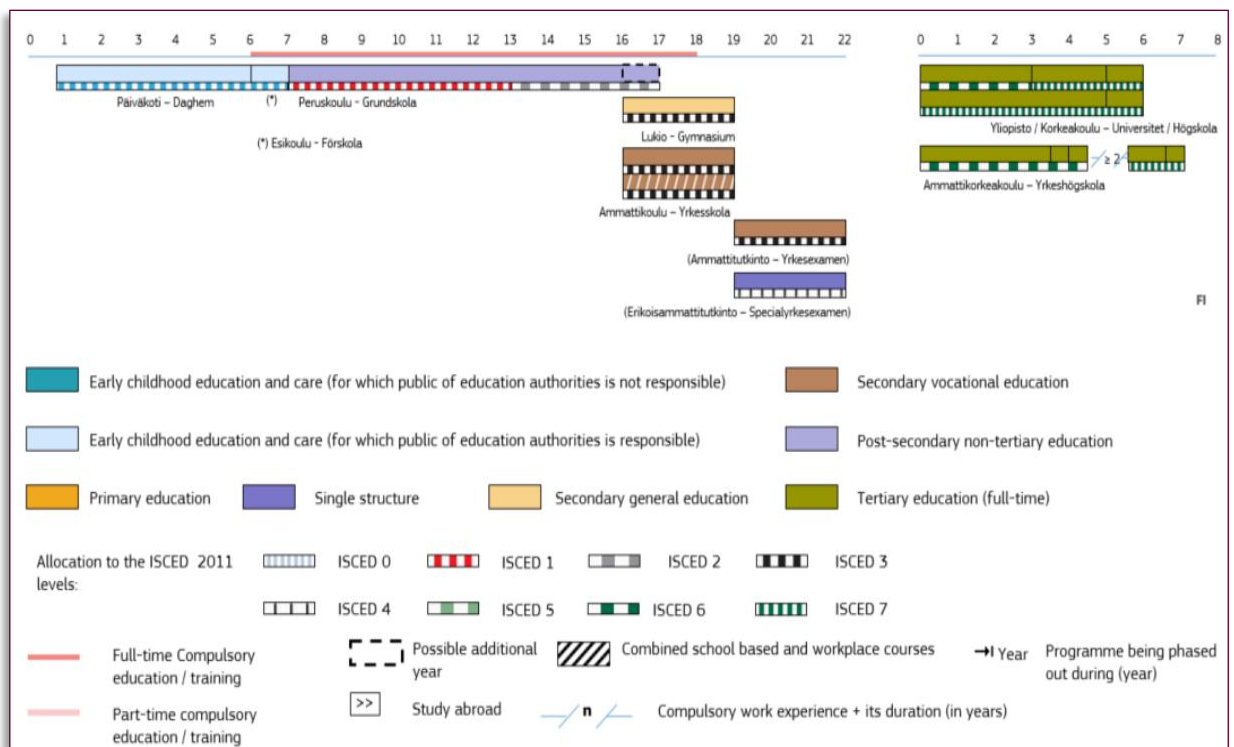 0 1 2 3 4 5 6 7 8 9 10 11 12 13 14 15 16 17 18 19 20 21 22 0 1 2 3 4 5 6 7 8
Päiväkoti – Daghem (*) Peruskoulu - Grundskola
(*) Esikoulu - Förskola
Lukio - Gymnasium
Ammattikoulu – Yrkesskola
(Ammattitutkinto – Yrkesexamen)
(Erikoisammattitutkinto – Specialyrkesexamen)
Yliopisto / Korkeakoulu – Universitet / Högskola
≥ 2
Ammattikorkeakoulu – Yrkeshögskola
FI
Early childhood education and care (for which public of education authorities is not responsible) Secondary vocational education
Early childhood education and care (for which public of education authorities is responsible) Post-secondary non-tertiary education
Primary education Single structure Secondary general education Tertiary education (full-time)
Allocation to the ISCED 2011
levels:
ISCED 0 ISCED 1 ISCED 2 ISCED 3
ISCED 4 ISCED 5 ISCED 6 ISCED 7
Full-time Compulsory
education / training
Possible additional
year
Combined school based and workplace courses
Year Programme being phased
out during (year)
Part-time compulsory
education / training
>> Study abroad
n Compulsory work experience + its duration (in years)